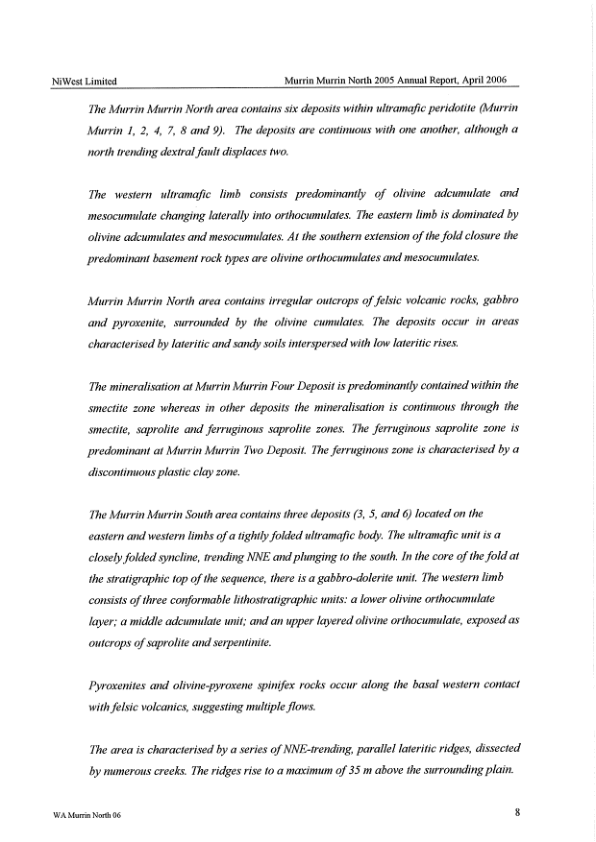 NiWest Limited Murrin Murrin North 2005 Annual Report, April 2006
The Murrin Murrin North area contains six deposits within ultramafic peridotite (Murrin
Murrin 1, 2, 4, 7, 8 and 9). The deposits are continuous with one another, although a
north trending dextral fault displaces two.
The western ultramafic limb consists predominantly of olivine adcumulate and
mesocumulate changing laterally into orthocumulates. The eastern limb is dominated by
olivine adcumulates and mesocumulates. At the southern extension of the fold closure the
predominant basement rock types are olivine orthocumulates and mesocumulates.
Murrin Murrin North area contains irregular outcrops of felsic volcanic rocks, gabbro
and pyroxenite, surrounded by the olivine cumulates. The deposits occur in areas
characterised by lateritic and sandy soils interspersed with low lateritic rises.
The mineralisation at Murrin Murrin Four Deposit is predominantly contained within the
smectite zone whereas in other deposits the mineralisation is continuous through the
smectite, saprolite and ferruginous saprolite zones. The ferruginous saprolite zone is
predominant at Murrin Murrin Two Deposit. The ferruginous zone is characterised by a
discontinuous plastic clay zone.
The Murrin Murrin South area contains three deposits (3, 5, and 6) located on the
eastern and western limbs of a tightly folded ultramafic body. The ultramafic unit is a
closely folded syncline, trending NNE and plunging to the south. In the core of the fold at
the stratigraphic top of the sequence, there is a gabbro-dolerite unit. The western limb
consists of three conformable lithostratigraphic units: a lower olivine orthocumulate
layer; a middle adcumulate unit; and an upper layered olivine orthocumulate, exposed as
outcrops of saprolite and serpentinite.
Pyroxenites and olivine-pyroxene spinifex rocks occur along the basal western contact
with felsic volcanics, suggesting multiple flows.
The area is characterised by a series of NNE-trending, parallel lateritic ridges, dissected
by numerous creeks. The ridges rise to a maximum of 35 m above the surrounding plain.
WA Murrin North 06 8